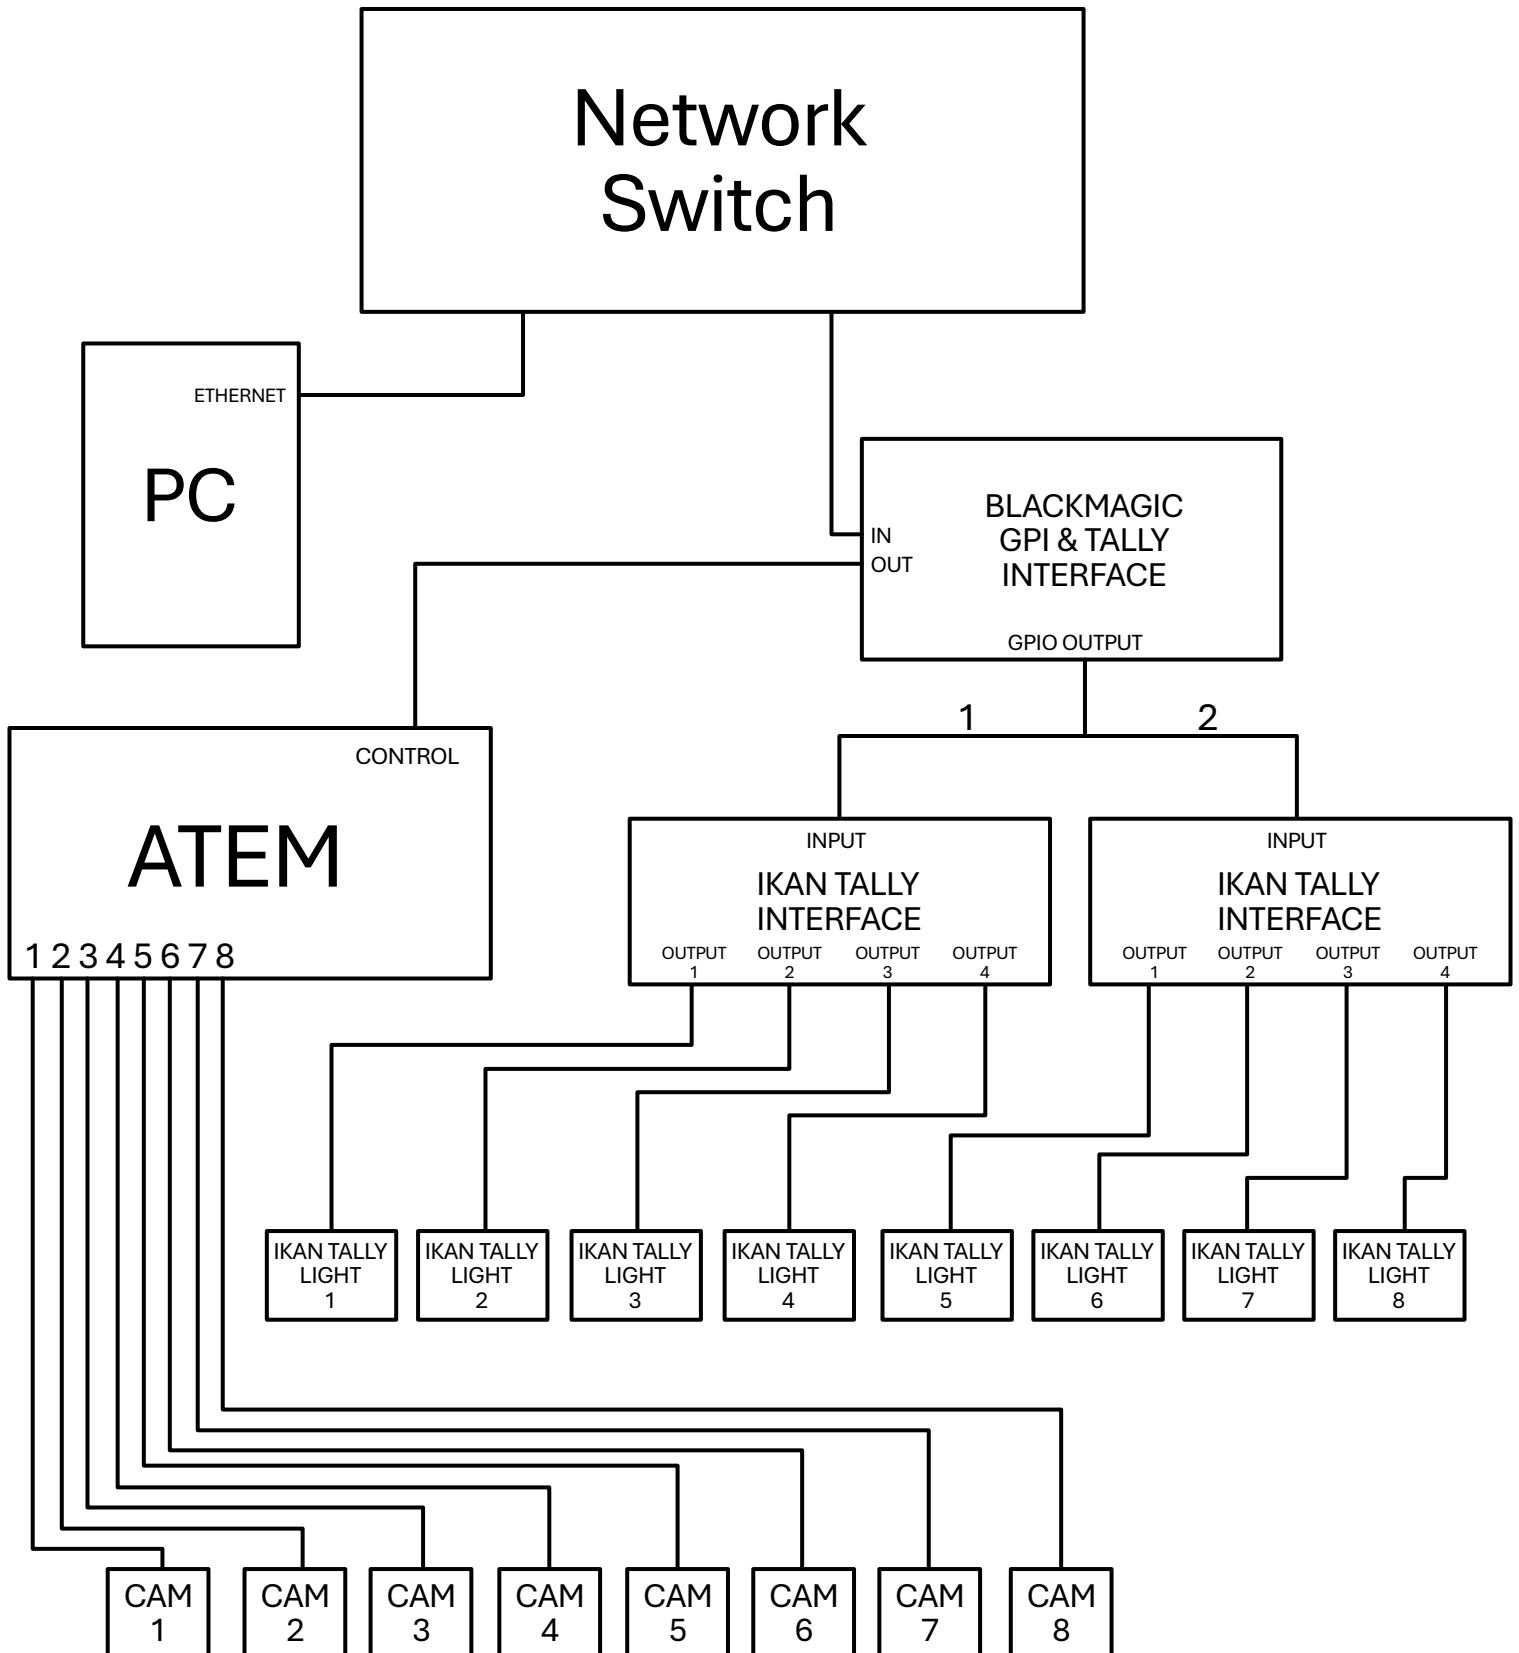 Network
Switch
ETHERNET
PC
BLACKMAGIC
GPI & TALLY
INTERFACE
IN
OUT
GPIO OUTPUT
1 2
CONTROL
ATEM
1 2 3 4 5 6 7 8
INPUT
IKAN TALLY
INTERFACE
OUTPUT OUTPUT OUTPUT OUTPUT
1 2 3 4
INPUT
IKAN TALLY
INTERFACE
OUTPUT OUTPUT OUTPUT OUTPUT
1 2 3 4
IKAN TALLY
LIGHT
1
IKAN TALLY
LIGHT
2
IKAN TALLY
LIGHT
3
IKAN TALLY
LIGHT
4
IKAN TALLY
LIGHT
5
IKAN TALLY
LIGHT
6
IKAN TALLY
LIGHT
7
IKAN TALLY
LIGHT
8
CAM
1
CAM
2
CAM
3
CAM
4
CAM
5
CAM
6
CAM
7
CAM
8